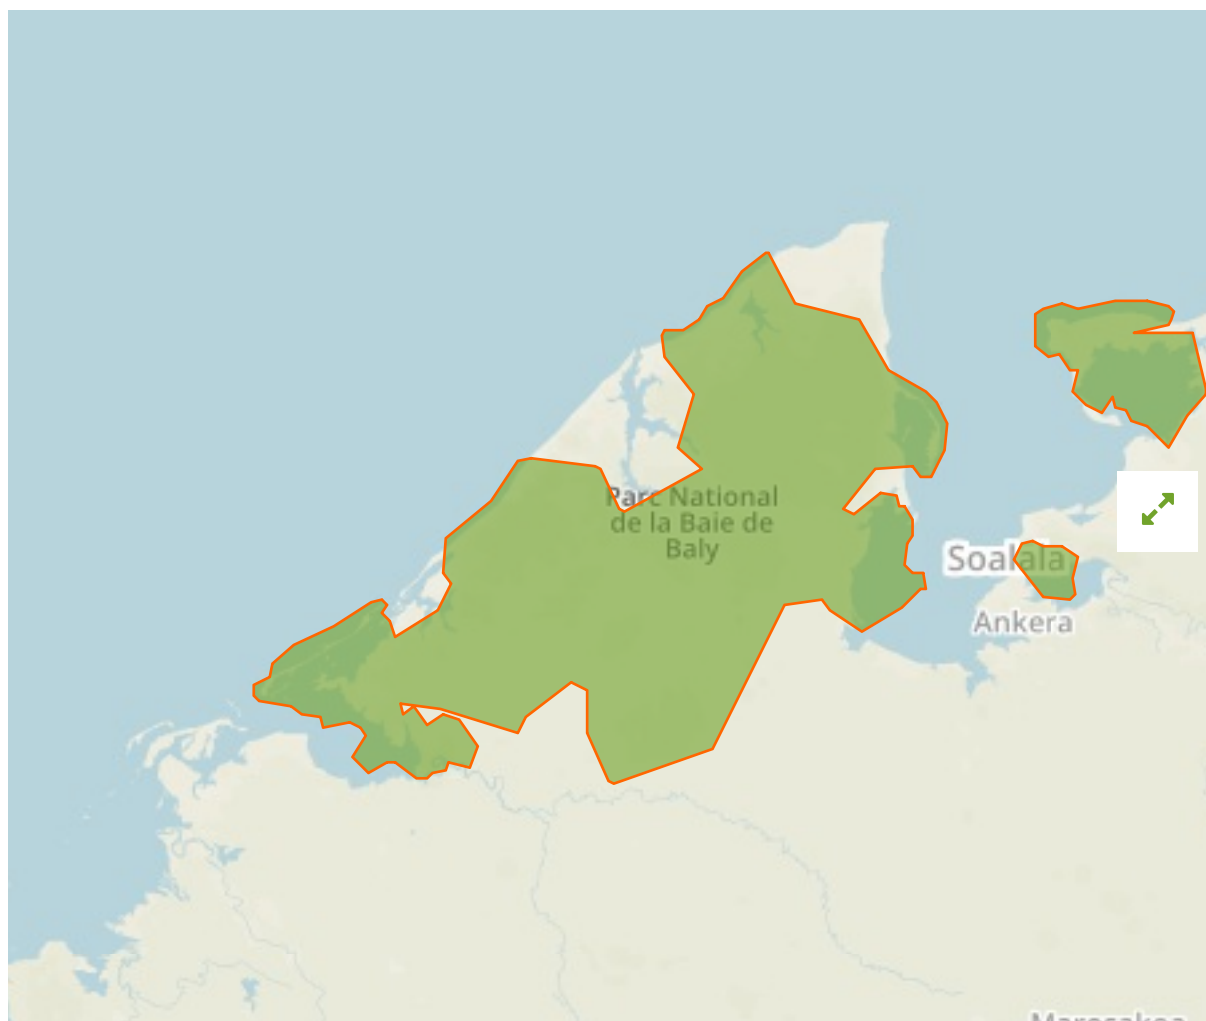 Parc National
de la Baie de
Baly
Soalala
Ankera